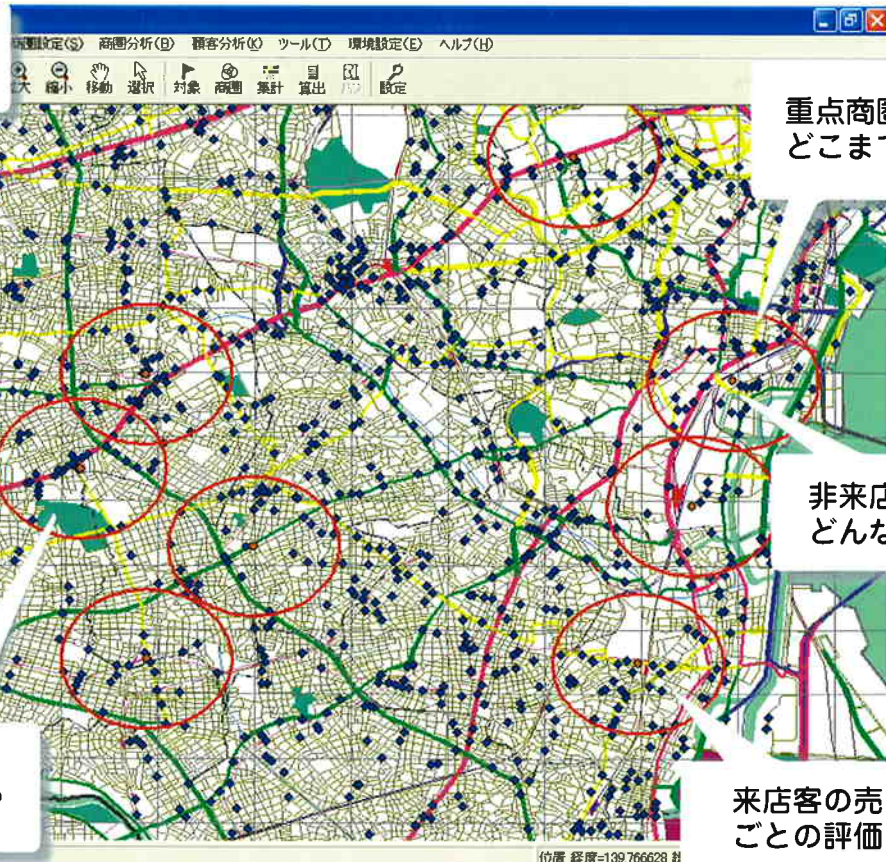 商圏設定(S) 商圏分析(B) 顧客分析(K) ツール(T) 環境設定(E) ヘルプ(H)
拡大 縮小 移動 選択 対象 商圏 集計 算出 設定
重点商圏
どこまで
非来店
どんな
来店客の売
ごとの評価
位置 経度=139.766628